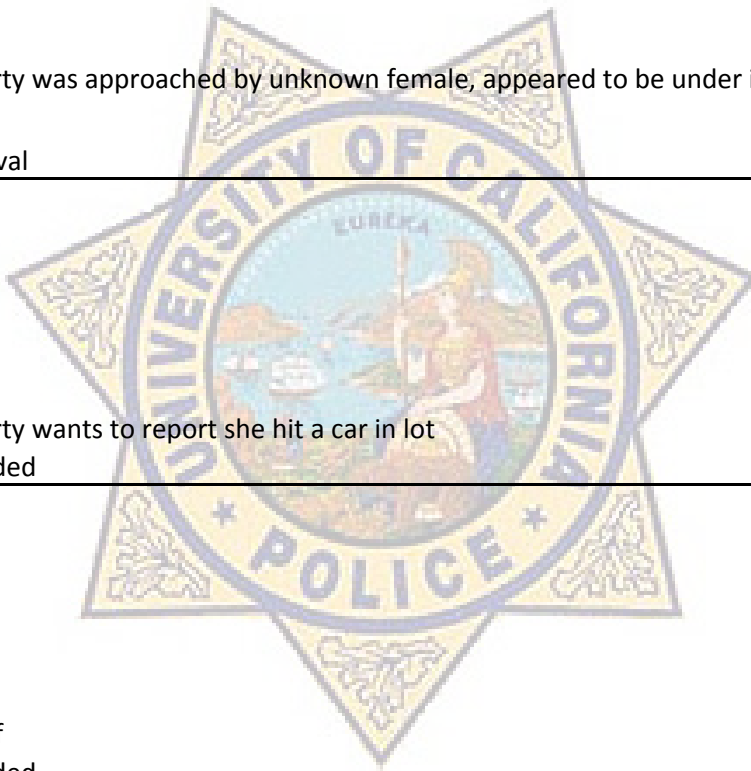 rty was approached by unknown female, appeared to be under i
val
UNIVERSITY OF CALIFORNIA
EUREKA
rty wants to report she hit a car in lot
ded
POLICE
f
ded